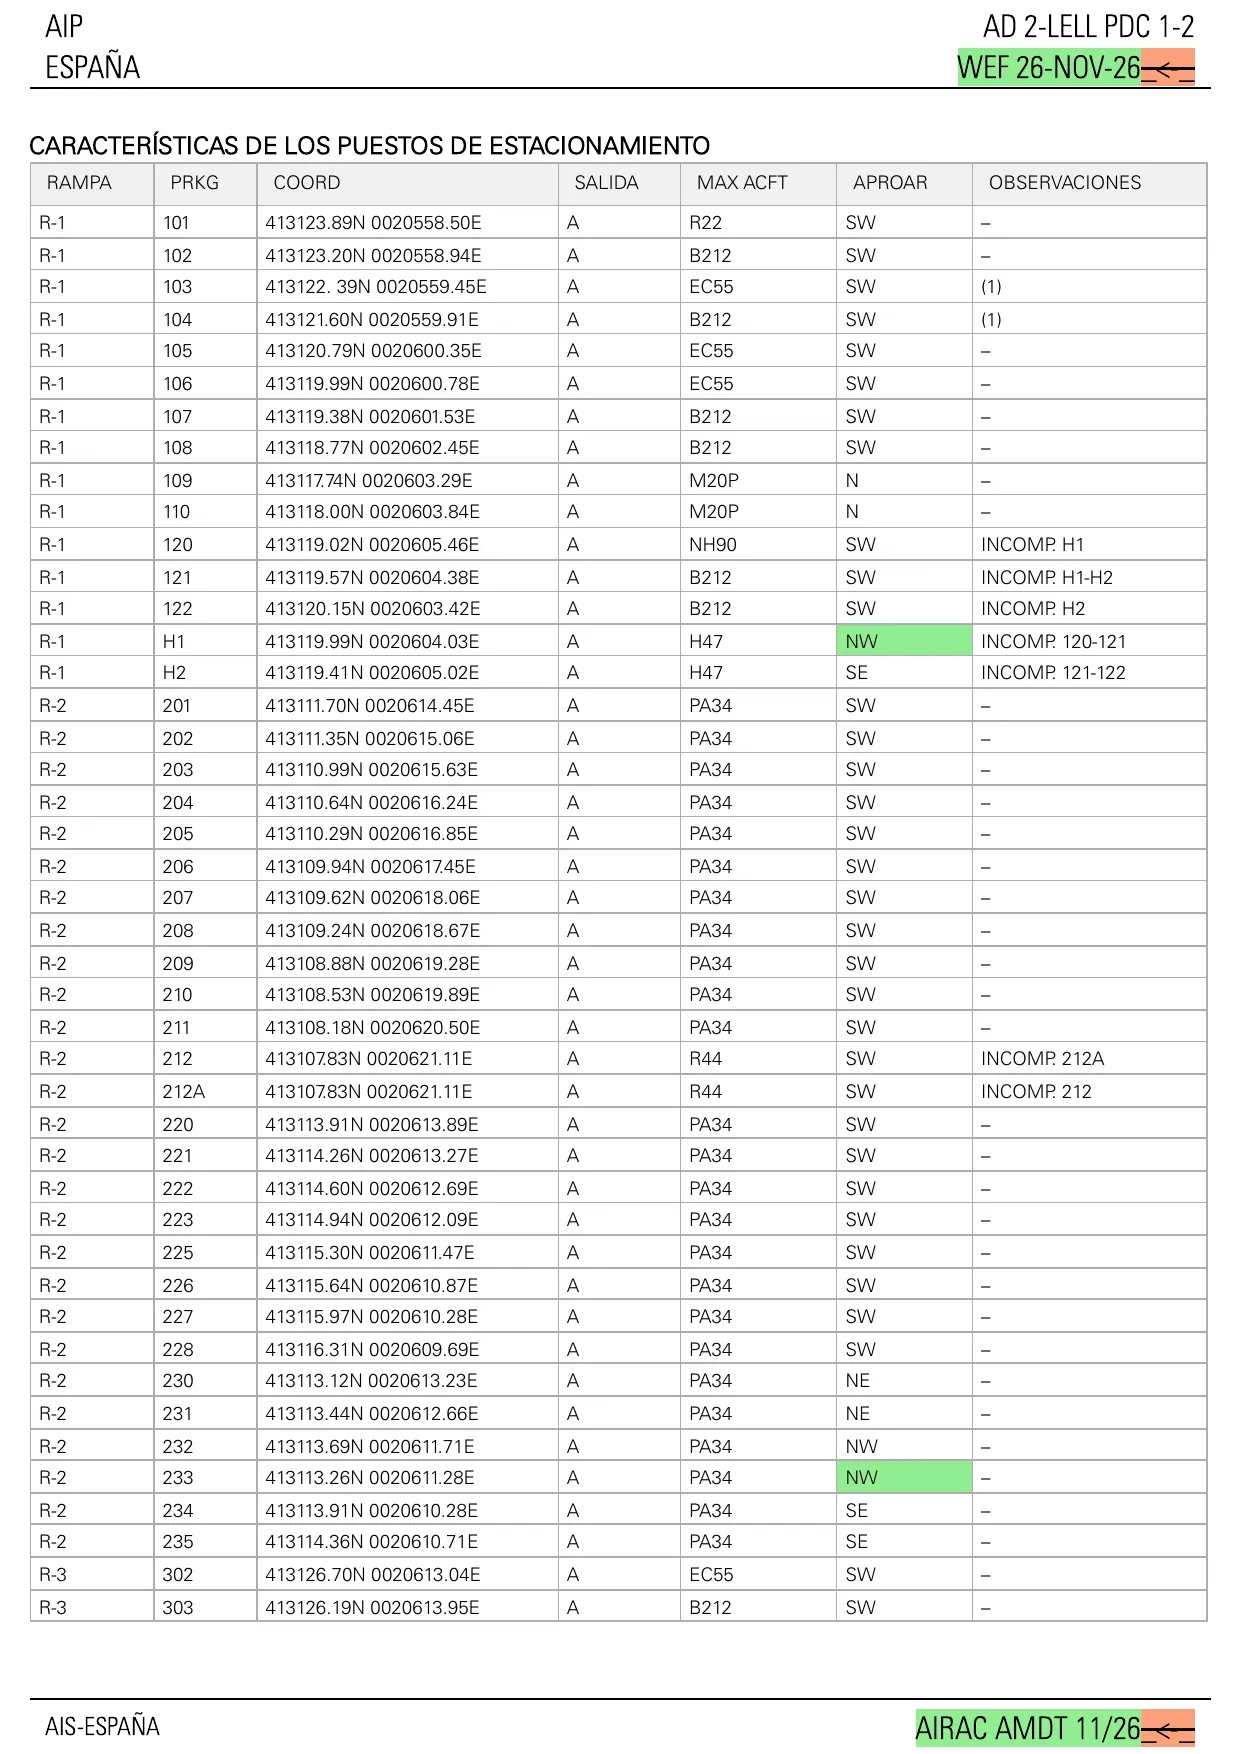 AIP
AD 2-LELL PDC 1-2
ESPAÑA
WEF 26-NOV-26_<-_
CARACTERÍSTICAS DE LOS PUESTOS DE ESTACIONAMIENTO
RAMPA PRKG COORD SALIDA MAX ACFT APROAR OBSERVACIONES
R-1 101 413123.89N 0020558.50E A R22 SW –
R-1 102 413123.20N 0020558.94E A B212 SW –
R-1 103 413122. 39N 0020559.45E A EC55 SW (1)
R-1 104 413121.60N 0020559.91E A B212 SW (1)
R-1 105 413120.79N 0020600.35E A EC55 SW –
R-1 106 413119.99N 0020600.78E A EC55 SW –
R-1 107 413119.38N 0020601.53E A B212 SW –
R-1 108 413118.77N 0020602.45E A B212 SW –
R-1 109 413117.74N 0020603.29E A M20P N –
R-1 110 413118.00N 0020603.84E A M20P N –
R-1 120 413119.02N 0020605.46E A NH90 SW INCOMP. H1
R-1 121 413119.57N 0020604.38E A B212 SW INCOMP. H1-H2
R-1 122 413120.15N 0020603.42E A B212 SW INCOMP. H2
R-1 H1 413119.99N 0020604.03E A H47 NW INCOMP. 120-121
R-1 H2 413119.41N 0020605.02E A H47 SE INCOMP. 121-122
R-2 201 413111.70N 0020614.45E A PA34 SW –
R-2 202 413111.35N 0020615.06E A PA34 SW –
R-2 203 413110.99N 0020615.63E A PA34 SW –
R-2 204 413110.64N 0020616.24E A PA34 SW –
R-2 205 413110.29N 0020616.85E A PA34 SW –
R-2 206 413109.94N 0020617.45E A PA34 SW –
R-2 207 413109.62N 0020618.06E A PA34 SW –
R-2 208 413109.24N 0020618.67E A PA34 SW –
R-2 209 413108.88N 0020619.28E A PA34 SW –
R-2 210 413108.53N 0020619.89E A PA34 SW –
R-2 211 413108.18N 0020620.50E A PA34 SW –
R-2 212 413107.83N 0020621.11E A R44 SW INCOMP. 212A
R-2 212A 413107.83N 0020621.11E A R44 SW INCOMP. 212
R-2 220 413113.91N 0020613.89E A PA34 SW –
R-2 221 413114.26N 0020613.27E A PA34 SW –
R-2 222 413114.60N 0020612.69E A PA34 SW –
R-2 223 413114.94N 0020612.09E A PA34 SW –
R-2 225 413115.30N 0020611.47E A PA34 SW –
R-2 226 413115.64N 0020610.87E A PA34 SW –
R-2 227 413115.97N 0020610.28E A PA34 SW –
R-2 228 413116.31N 0020609.69E A PA34 SW –
R-2 230 413113.12N 0020613.23E A PA34 NE –
R-2 231 413113.44N 0020612.66E A PA34 NE –
R-2 232 413113.69N 0020611.71E A PA34 NW –
R-2 233 413113.26N 0020611.28E A PA34 NW –
R-2 234 413113.91N 0020610.28E A PA34 SE –
R-2 235 413114.36N 0020610.71E A PA34 SE –
R-3 302 413126.70N 0020613.04E A EC55 SW –
R-3 303 413126.19N 0020613.95E A B212 SW –
AIS-ESPAÑA
AIRAC AMDT 11/26_<-_